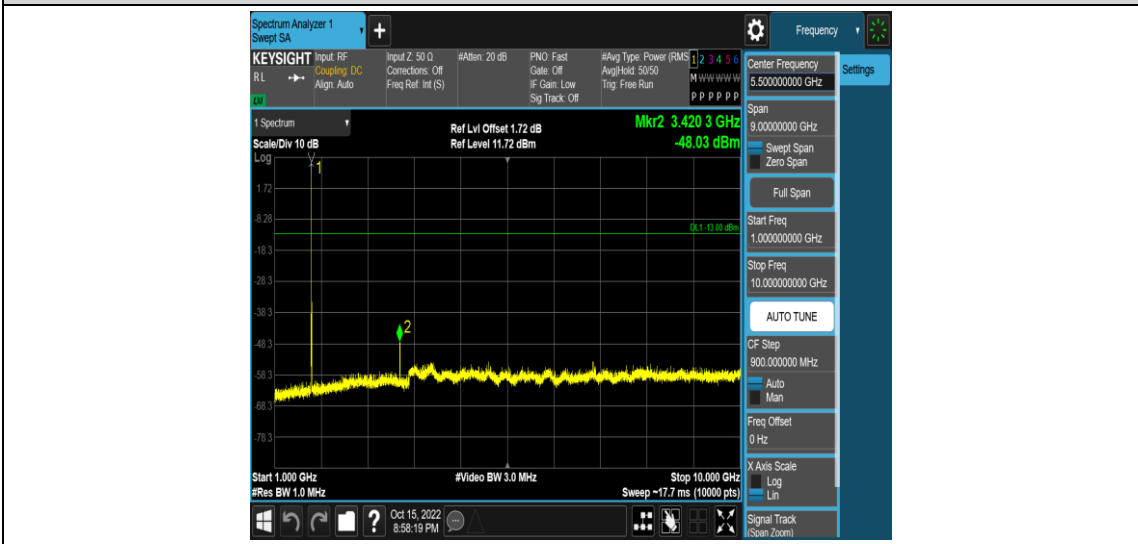 Spectrum Analyzer 1
Swept SA
+
Frequency
KEYSIGHT
RL
LXI
Input: RF
Coupling: DC
Align: Auto
Input Z: 50 Ω
Corrections: Off
Freq Ref: Int (S)
#Atten: 20 dB
PNO: Fast
Gate: Off
IF Gain: Low
Sig Track: Off
#Avg Type: Power (RMS
Avg|Hold: 50/50
Trig: Free Run
1 2 3 4 5 6
M W W W W W
P P P P P P
Center Frequency
5.500000000 GHz
Settings
Span
9.00000000 GHz
Swept Span
Zero Span
Full Span
Start Freq
1.000000000 GHz
Stop Freq
10.000000000 GHz
AUTO TUNE
CF Step
900.000000 MHz
Auto
Man
Freq Offset
0 Hz
X Axis Scale
Log
Lin
Signal Track
(Span Zoom)
1 Spectrum
Scale/Div 10 dB
Log
Ref Lvl Offset 1.72 dB
Ref Level 11.72 dBm
Mkr2 3.420 3 GHz
-48.03 dBm
1
1.72
-8.28
DL1 -13.00 dBm
-18.3
-28.3
-38.3
2
-48.3
-58.3
-68.3
-78.3
Start 1.000 GHz
#Res BW 1.0 MHz
#Video BW 3.0 MHz
Stop 10.000 GHz
Sweep ~17.7 ms (10000 pts)
?
Oct 15, 2022
8:58:19 PM